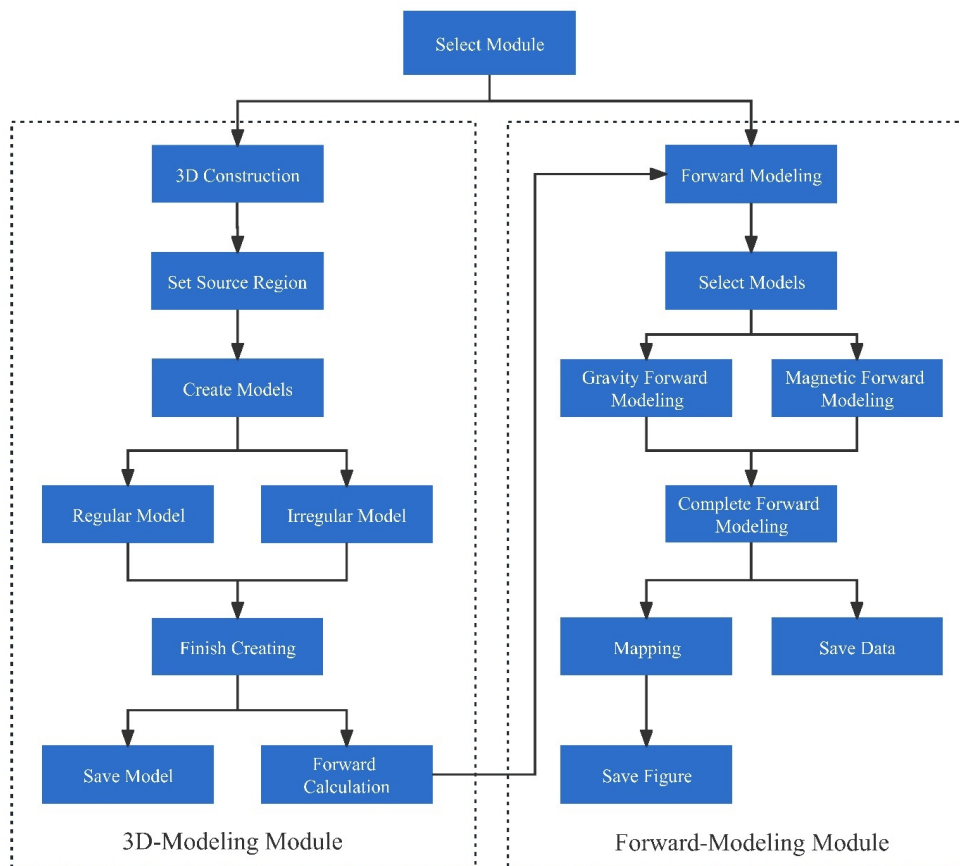 Select Module
3D Construction
Set Source Region
Create Models
Regular Model
Irregular Model
Finish Creating
Save Model
Forward
Calculation
3D-Modeling Module
Forward Modeling
Select Models
Gravity Forward
Modeling
Magnetic Forward
Modeling
Complete Forward
Modeling
Mapping
Save Data
Save Figure
Forward-Modeling Module